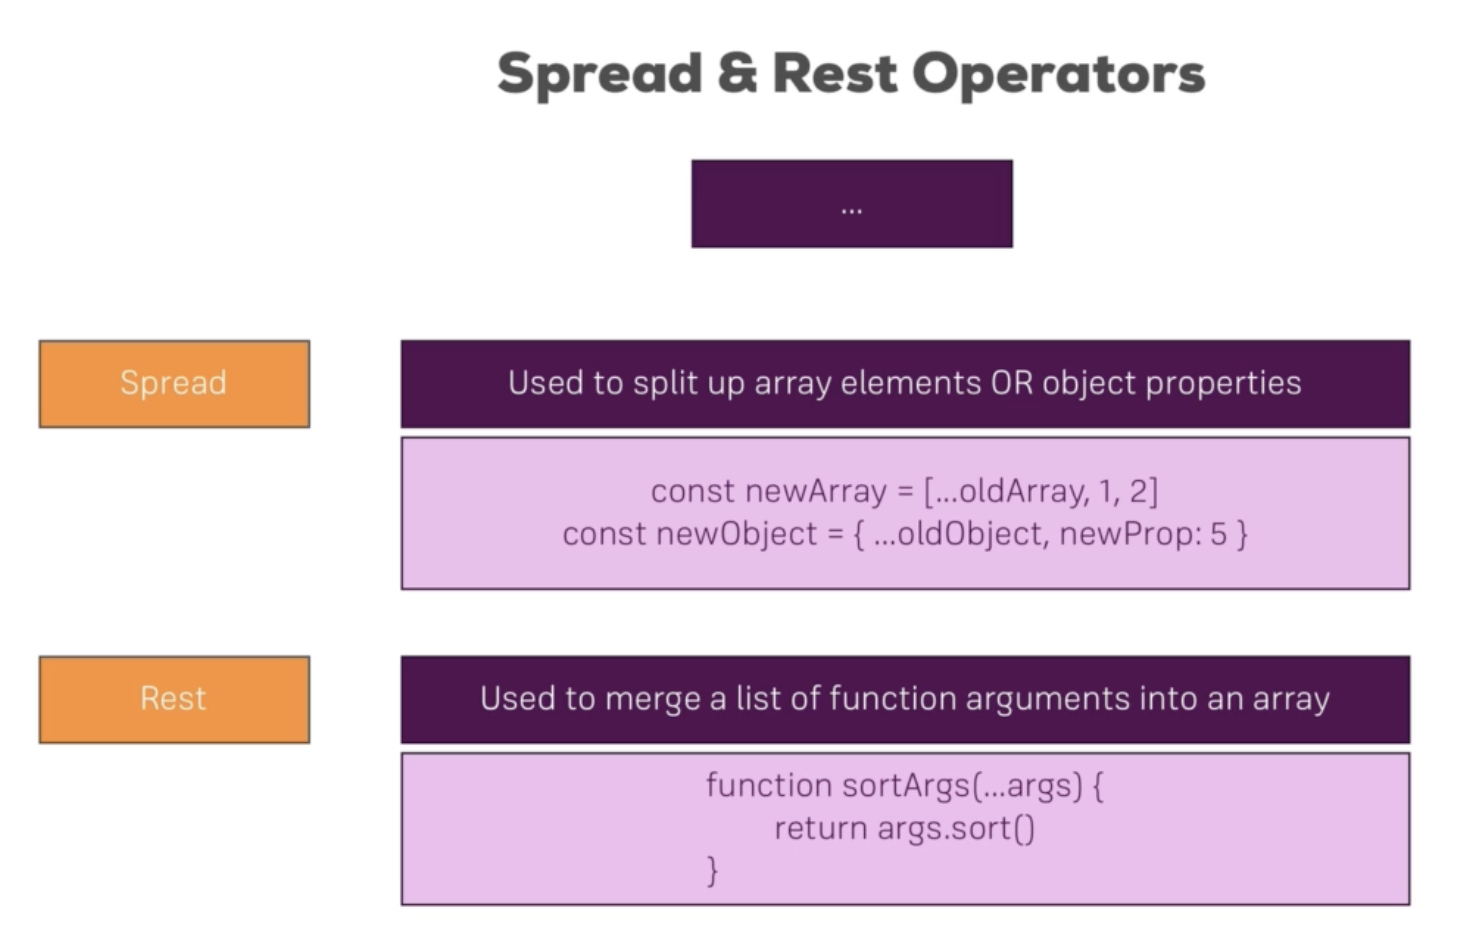 Spread & Rest Operators
...
Spread
Used to split up array elements OR object properties
const newArray = [...oldArray, 1, 2]
const newObject = { ...oldObject, newProp: 5 }
Rest
Used to merge a list of function arguments into an array
function sortArgs(...args) {
return args.sort()
}